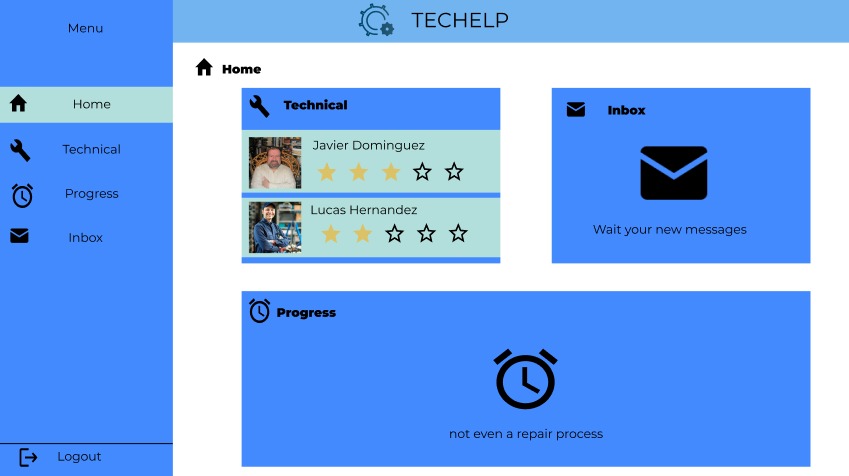 TECHELP
Menu
Home
Technical
Progress
Inbox
Logout
Home
Technical
Javier Dominguez
Lucas Hernandez
Inbox
Wait your new messages
Progress
not even a repair process